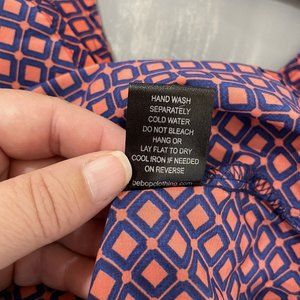 HAND WASH
SEPARATELY
COLD WATER
DO NOT BLEACH
HANG OR
LAY FLAT TO DRY
COOL IRON IF NEEDED
ON REVERSE
bebopclothing.com